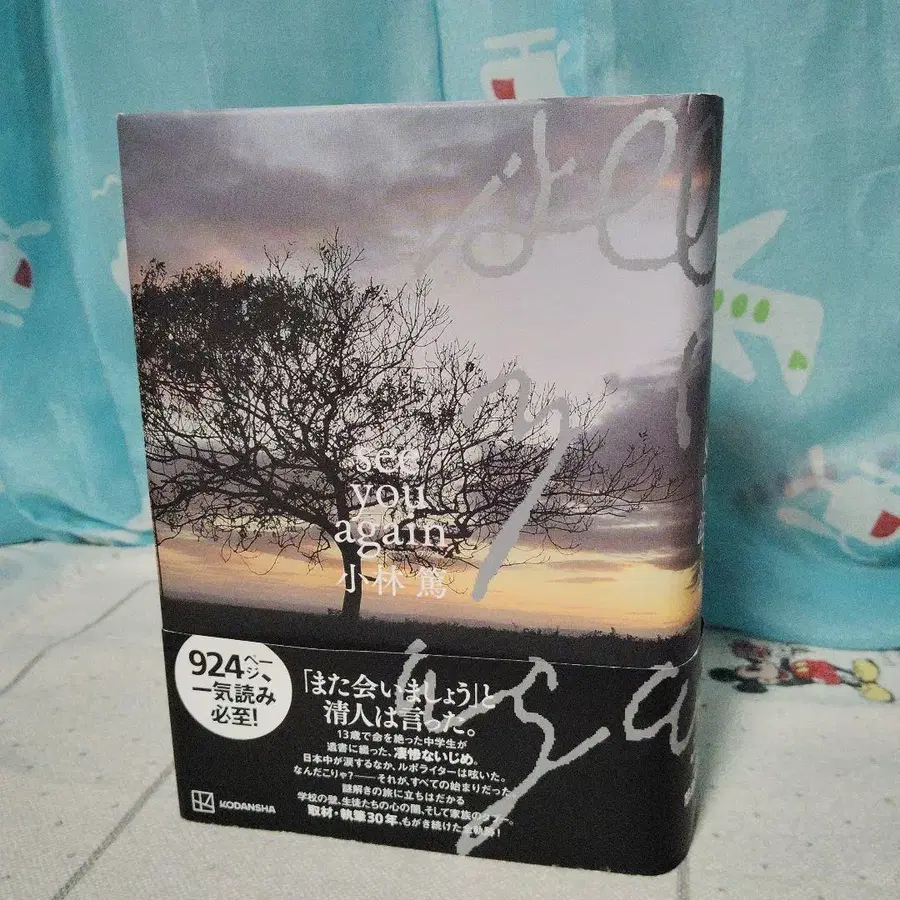 see
you
again
小林 篤
924ページ、
一気読み
必至!
「また会いましょう」と
清人は言った。
13歳で命を絶った中学生が
遺書に綴った、凄惨ないじめ。
日本中が涙するなか、ルポライターは呟いた。
なんだこりゃ?――それが、すべての始まりだった。
謎解きの旅に立ちはだかる
学校の壁、生徒たちの心の闇、そして家族のタブー。
取材・執筆30年、もがき続けた全軌跡!
KODANSHA
see